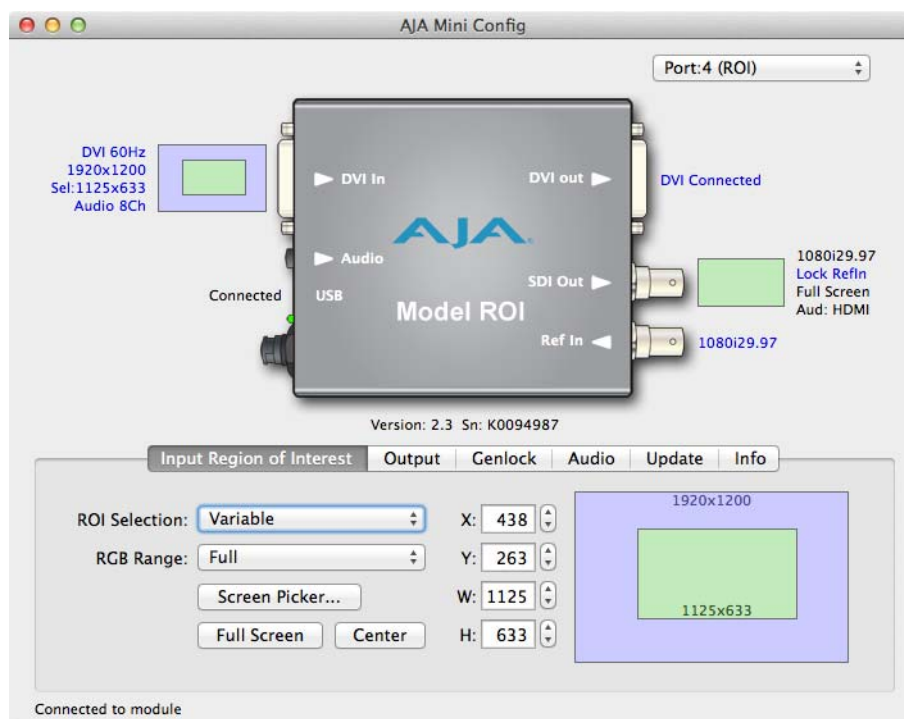 AJA Mini Config
Port:4 (ROI)
DVI 60Hz
1920x1200
Sel:1125x633
Audio 8Ch
DVI In
DVI out
DVI Connected
AJA
Audio
Connected
USB
SDI Out
1080i29.97
Lock RefIn
Full Screen
Aud: HDMI
Model ROI
Ref In
1080i29.97
Version: 2.3 Sn: K0094987
Input Region of Interest Output Genlock Audio Update Info
ROI Selection: Variable
RGB Range: Full
Screen Picker...
Full Screen Center
X: 438
Y: 263
W: 1125
H: 633
1920x1200
1125x633
Connected to module